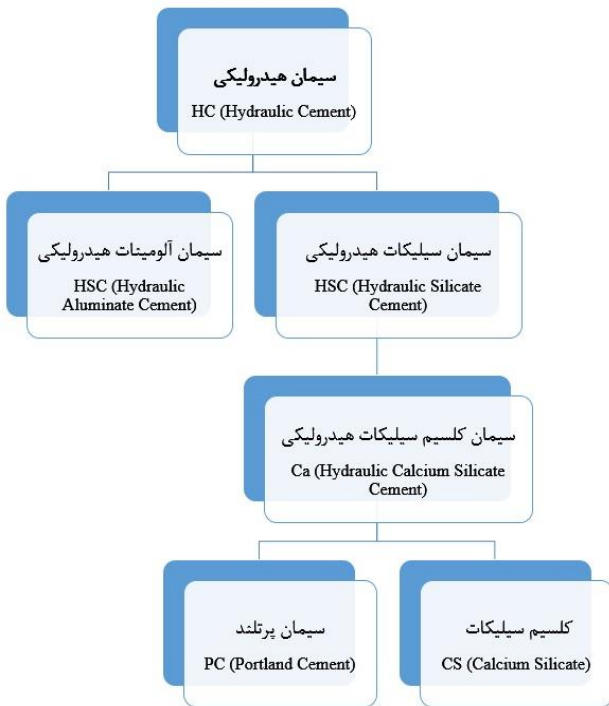 سیمان هیدرولیکی
HC (Hydraulic Cement)
سیمان آلومینات هیدرولیکی
HSC (Hydraulic
Aluminate Cement)
سیمان سیلیکات هیدرولیکی
HSC (Hydraulic Silicate
Cement)
سیمان کلسیم سیلیکات هیدرولیکی
Ca (Hydraulic Calcium Silicate
Cement)
سیمان پرتلند
PC (Portland Cement)
کلسیم سیلیکات
CS (Calcium Silicate)